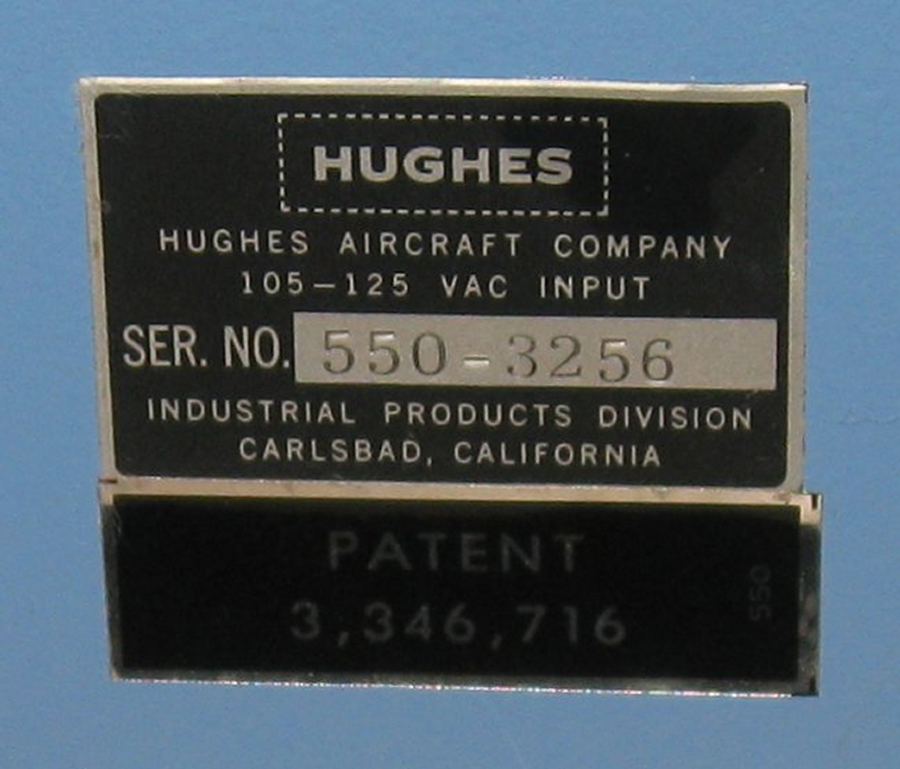 HUGHES
HUGHES AIRCRAFT COMPANY
105-125 VAC INPUT
SER. NO. 550-3256
INDUSTRIAL PRODUCTS DIVISION
CARLSBAD, CALIFORNIA
PATENT
3,346,716
550